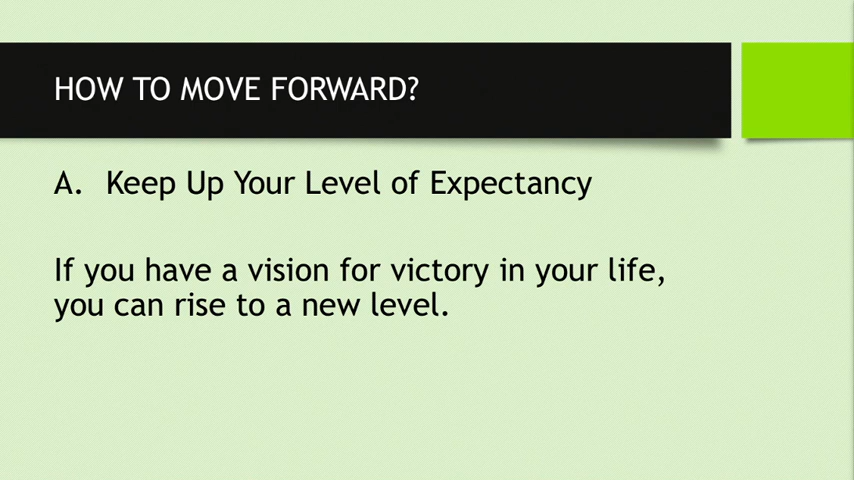 HOW TO MOVE FORWARD?
A. Keep Up Your Level of Expectancy
If you have a vision for victory in your life,
you can rise to a new level.